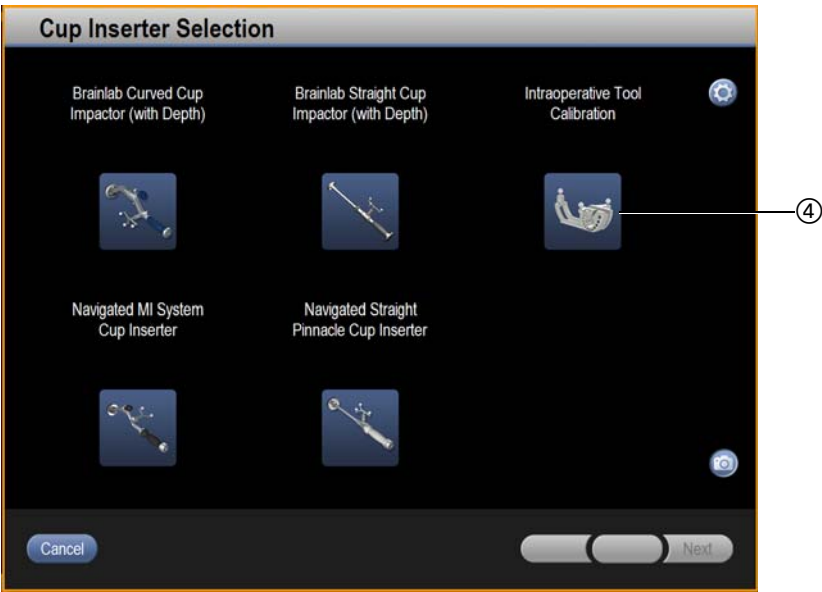 Cup Inserter Selection
Brainlab Curved Cup
Impactor (with Depth)
Brainlab Straight Cup
Impactor (with Depth)
Intraoperative Tool
Calibration
④
Navigated MI System
Cup Inserter
Navigated Straight
Pinnacle Cup Inserter
Cancel
Next